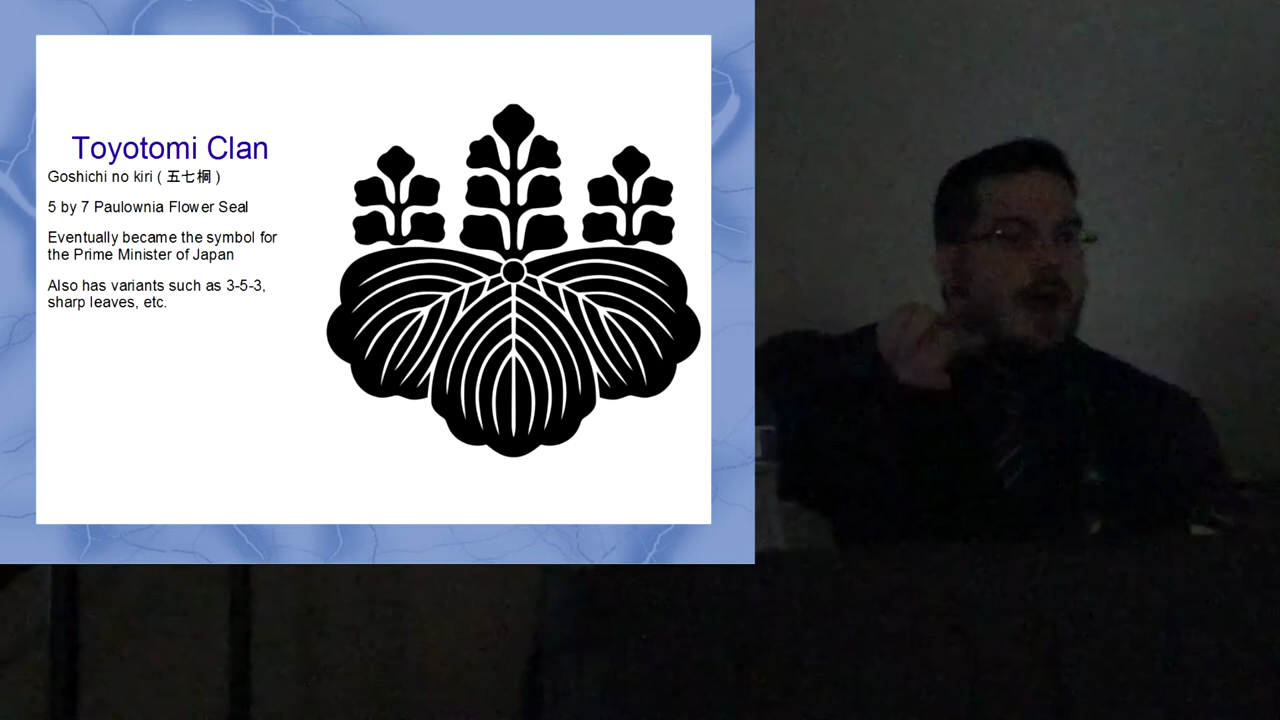 Toyotomi Clan
Goshichi no kiri ( 五七桐 )
5 by 7 Paulownia Flower Seal
Eventually became the symbol for
the Prime Minister of Japan
Also has variants such as 3-5-3,
sharp leaves, etc.